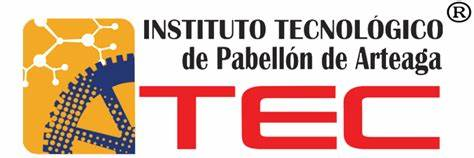 INSTITUTO TECNOLÓGICO ®
de Pabellón de Arteaga
TEC